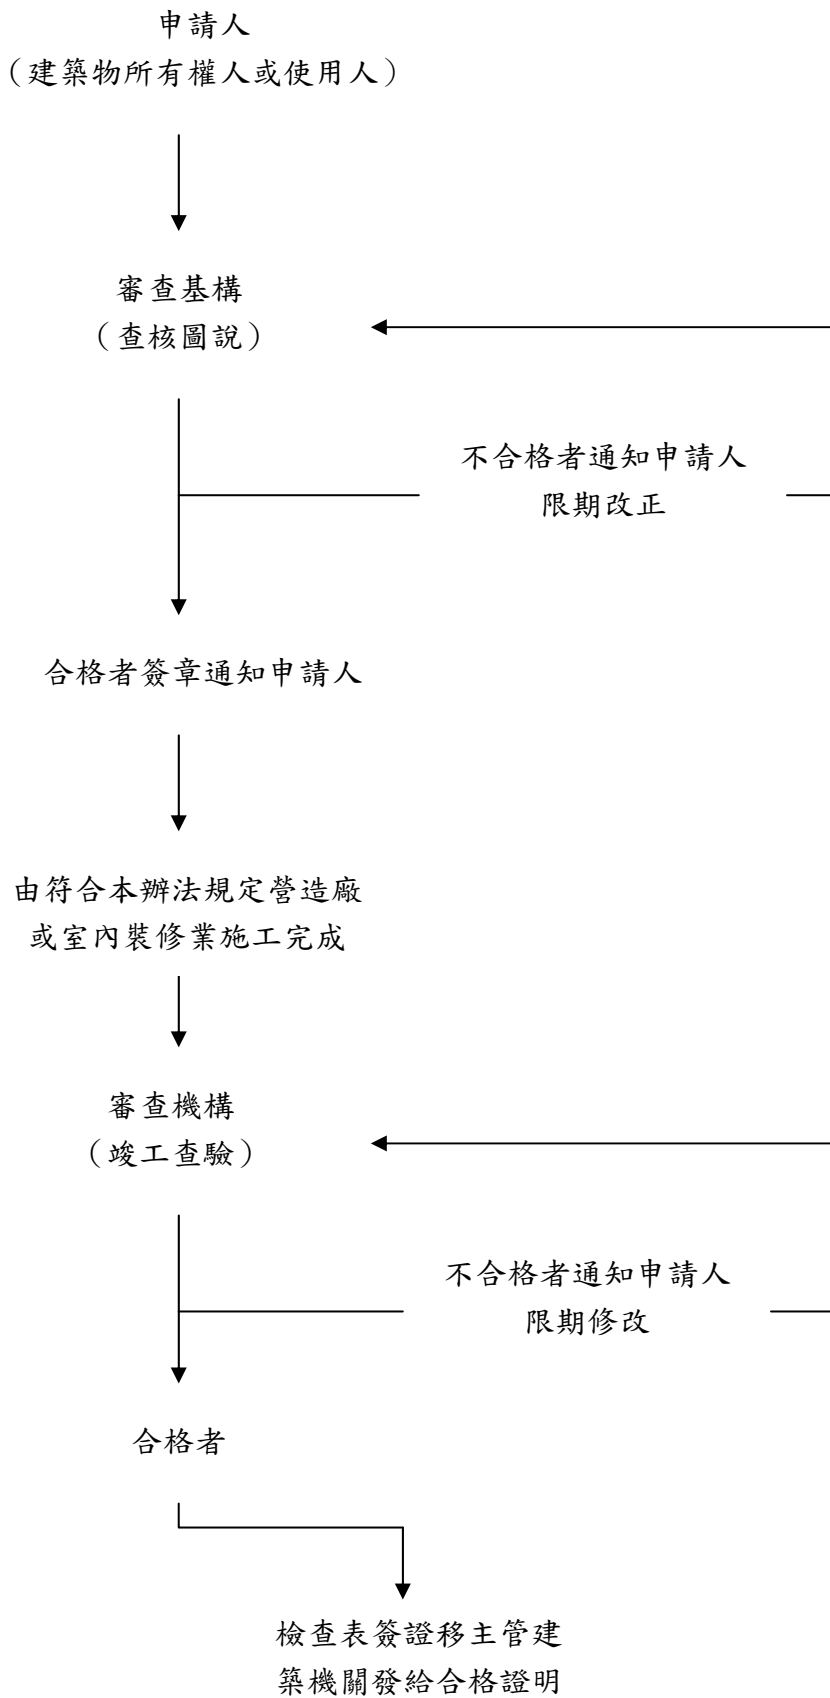 申請人
（建築物所有權人或使用人）
審查基構
（查核圖說）
不合格者通知申請人
限期改正
合格者簽章通知申請人
由符合本辦法規定營造廠
或室內裝修業施工完成
審查機構
（竣工查驗）
不合格者通知申請人
限期修改
合格者
檢查表簽證移主管建
築機關發給合格證明